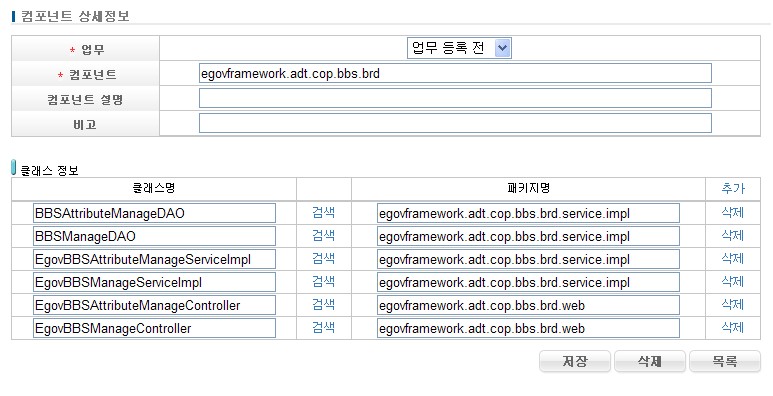 컴포넌트 상세정보
* 업무 업무 등록 전
* 컴포넌트 egovframework.adt.cop.bbs.brd
컴포넌트 설명
비고
클래스 정보
클래스명 패키지명 추가
BBSAttributeManageDAO 검색 egovframework.adt.cop.bbs.brd.service.impl 삭제
BBSManageDAO 검색 egovframework.adt.cop.bbs.brd.service.impl 삭제
EgovBBSAttributeManageServiceImpl 검색 egovframework.adt.cop.bbs.brd.service.impl 삭제
EgovBBSManageServiceImpl 검색 egovframework.adt.cop.bbs.brd.service.impl 삭제
EgovBBSAttributeManageController 검색 egovframework.adt.cop.bbs.brd.web 삭제
EgovBBSManageController 검색 egovframework.adt.cop.bbs.brd.web 삭제
저장 삭제 목록